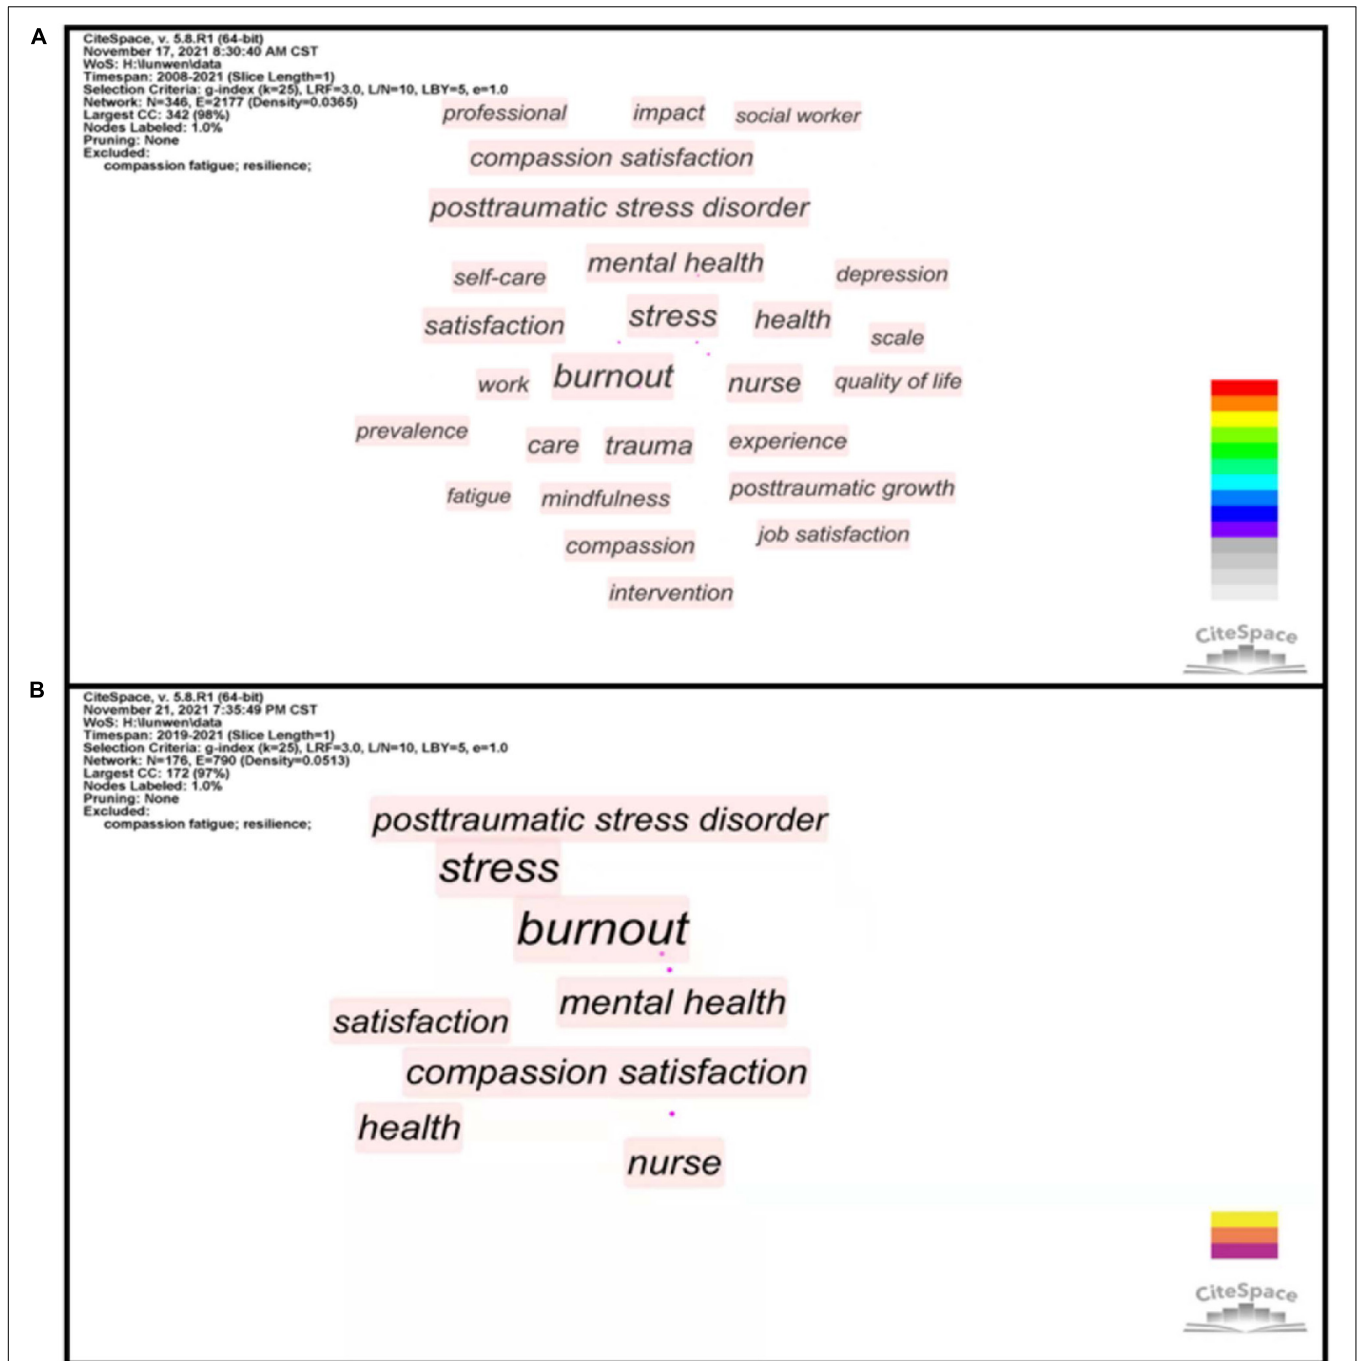 A
CiteSpace, v. 5.8.R1 (64-bit)
November 17, 2021 8:30:40 AM CST
WoS: H:\lunwen\data
Timespan: 2008-2021 (Slice Length=1)
Selection Criteria: g-index (k=25), LRF=3.0, L/N=10, LBY=5, e=1.0
Network: N=346, E=2177 (Density=0.0365)
Largest CC: 342 (98%)
Nodes Labeled: 1.0%
Pruning: None
Excluded:
compassion fatigue; resilience;
professional impact social worker
compassion satisfaction
posttraumatic stress disorder
mental health
self-care depression
stress health
satisfaction
scale
burnout
work nurse quality of life
prevalence
care trauma experience
fatigue mindfulness posttraumatic growth
job satisfaction
compassion
intervention
CiteSpace
B
CiteSpace, v. 5.8.R1 (64-bit)
November 21, 2021 7:35:49 PM CST
WoS: H:\lunwen\data
Timespan: 2019-2021 (Slice Length=1)
Selection Criteria: g-index (k=25), LRF=3.0, L/N=10, LBY=5, e=1.0
Network: N=176, E=790 (Density=0.0513)
Largest CC: 172 (97%)
Nodes Labeled: 1.0%
Pruning: None
Excluded:
compassion fatigue; resilience;
posttraumatic stress disorder
stress
burnout
mental health
satisfaction
compassion satisfaction
health
nurse
CiteSpace